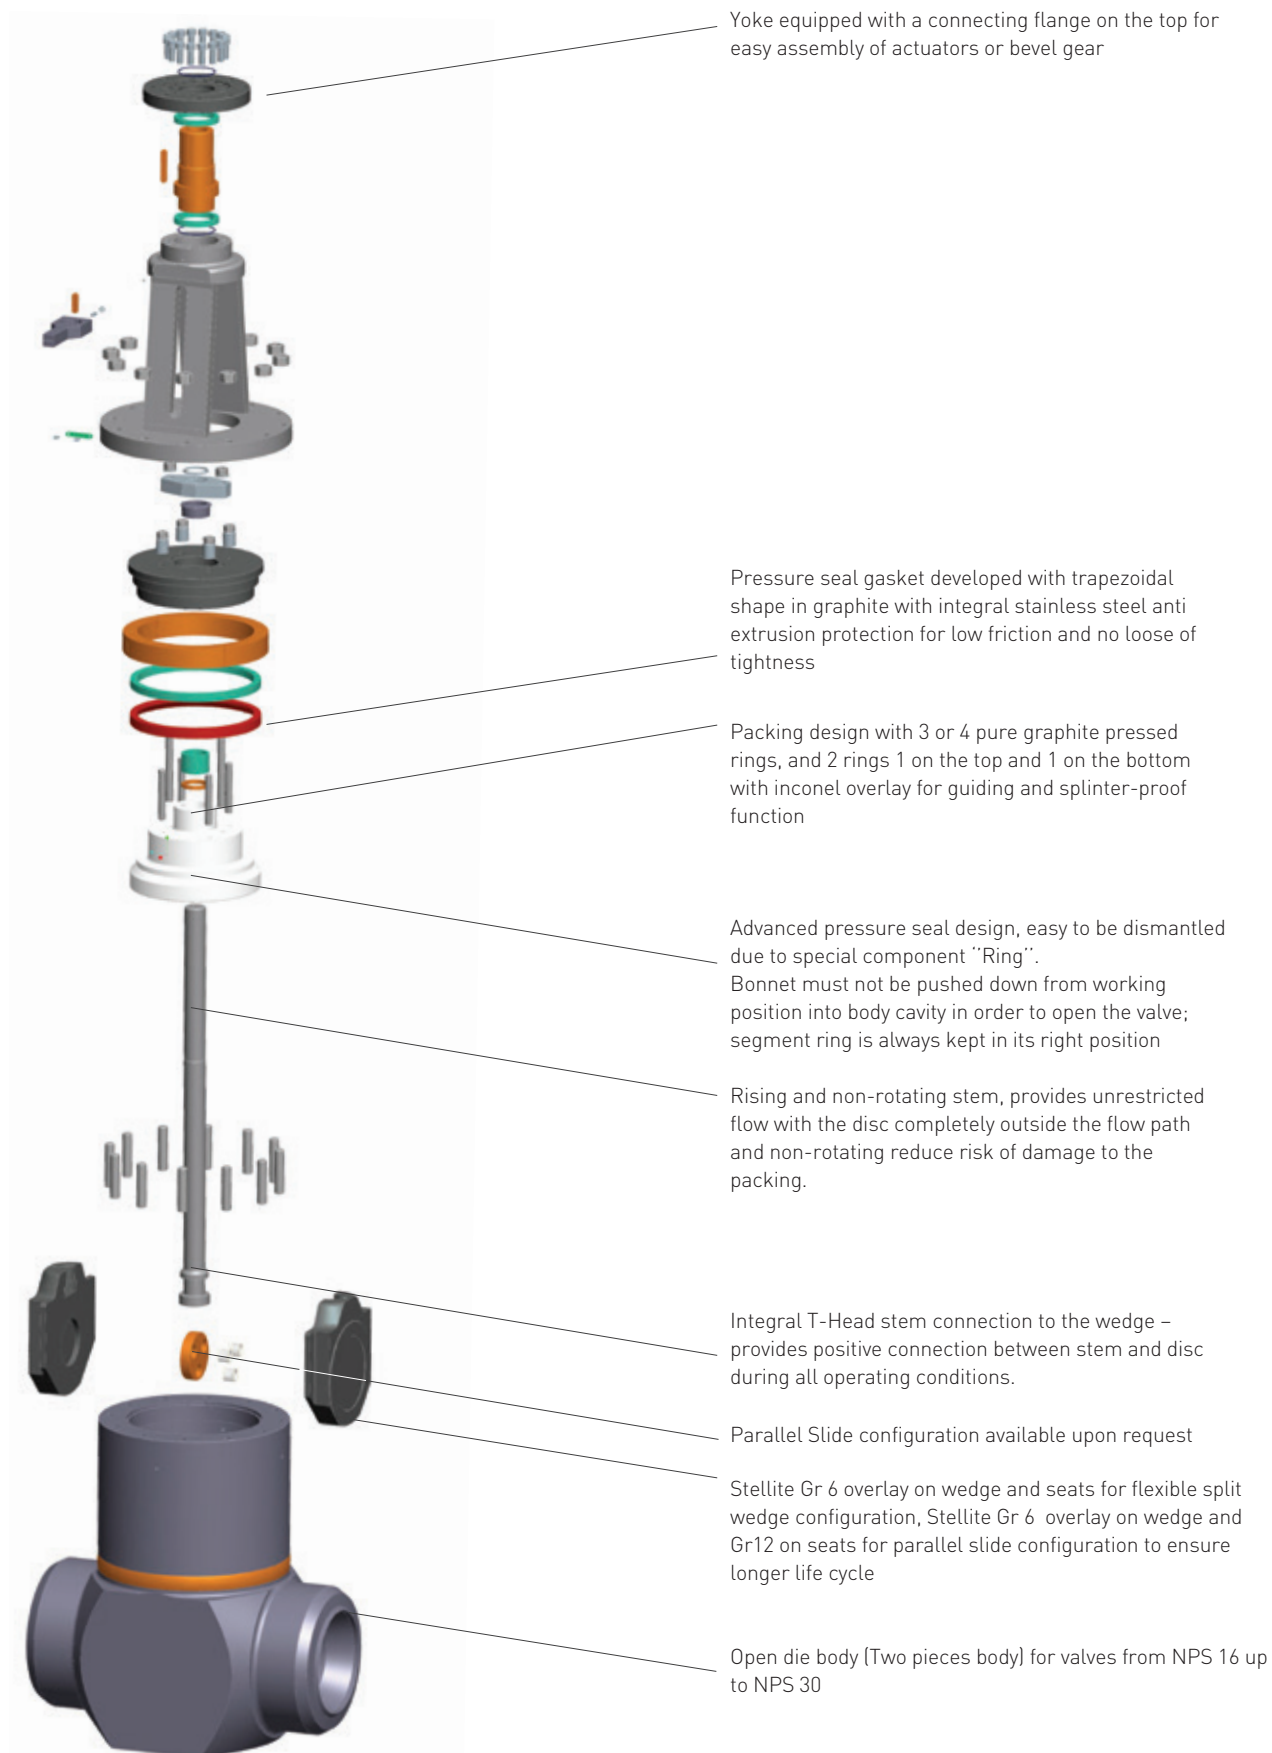 Yoke equipped with a connecting flange on the top for
easy assembly of actuators or bevel gear
Pressure seal gasket developed with trapezoidal
shape in graphite with integral stainless steel anti
extrusion protection for low friction and no loose of
tightness
Packing design with 3 or 4 pure graphite pressed
rings, and 2 rings 1 on the top and 1 on the bottom
with inconel overlay for guiding and splinter-proof
function
Advanced pressure seal design, easy to be dismantled
due to special component ‘’Ring’’.
Bonnet must not be pushed down from working
position into body cavity in order to open the valve;
segment ring is always kept in its right position
Rising and non-rotating stem, provides unrestricted
flow with the disc completely outside the flow path
and non-rotating reduce risk of damage to the
packing.
Integral T-Head stem connection to the wedge –
provides positive connection between stem and disc
during all operating conditions.
Parallel Slide configuration available upon request
Stellite Gr 6 overlay on wedge and seats for flexible split
wedge configuration, Stellite Gr 6 overlay on wedge and
Gr12 on seats for parallel slide configuration to ensure
longer life cycle
Open die body (Two pieces body) for valves from NPS 16 up
to NPS 30